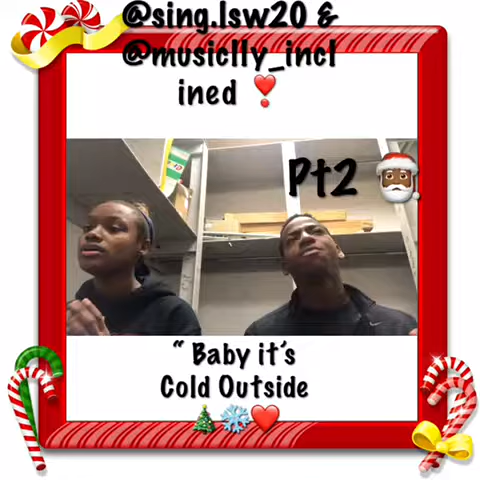 @sing.lsw20 &
@musiclly_incl
ined ❣️
Pt2 🎅🏾
“ Baby it’s
Cold Outside
🎄❄️❤️